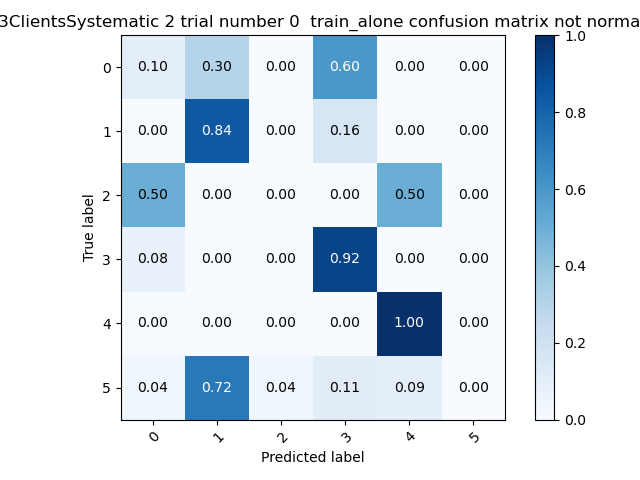 3ClientsSystematic 2 trial number 0 train_alone confusion matrix not norma
0 0.10 0.30 0.00 0.60 0.00 0.00
1 0.00 0.84 0.00 0.16 0.00 0.00
2 0.50 0.00 0.00 0.00 0.50 0.00
3 0.08 0.00 0.00 0.92 0.00 0.00
4 0.00 0.00 0.00 0.00 1.00 0.00
5 0.04 0.72 0.04 0.11 0.09 0.00
0 1 2 3 4 5
True label
Predicted label
1.0
0.8
0.6
0.4
0.2
0.0